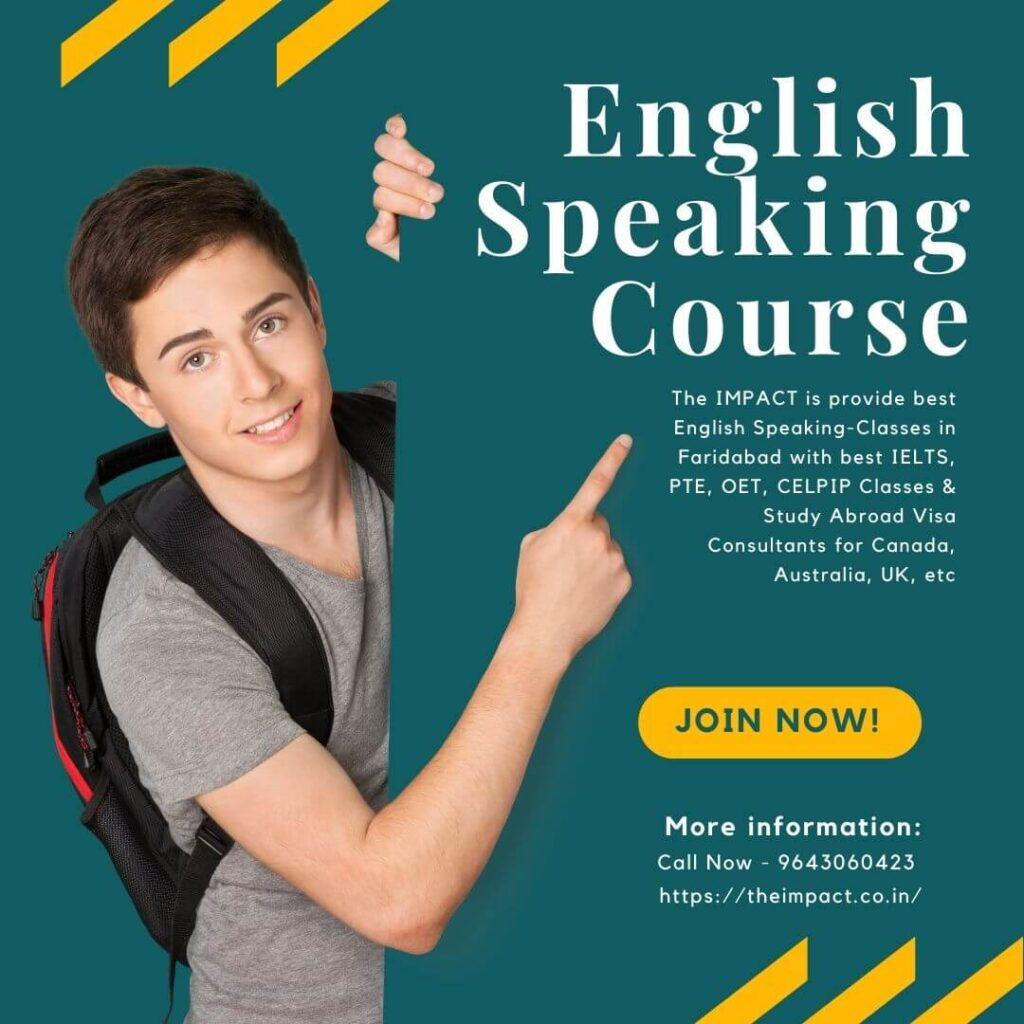 English
Speaking
Course
The IMPACT is provide best
English Speaking-Classes in
Faridabad with best IELTS,
PTE, OET, CELPIP Classes &
Study Abroad Visa
Consultants for Canada,
Australia, UK, etc
JOIN NOW!
More information:
Call Now - 9643060423
https://theimpact.co.in/